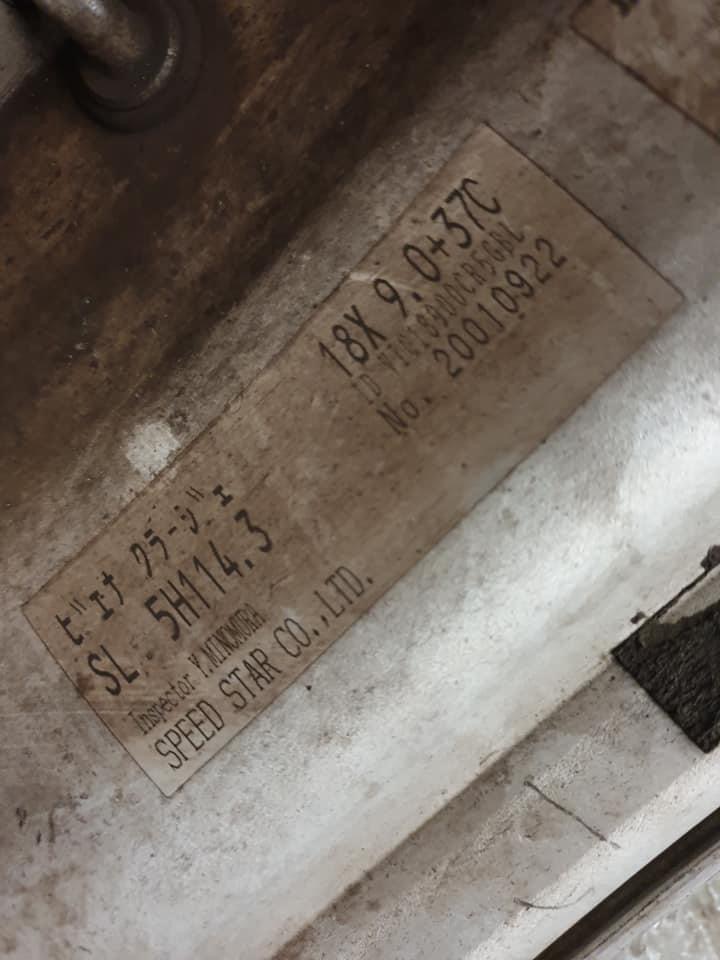 ビエナ クラージュ 18X 9.0+37C
SL 5H114.3 ID
No. 20010922
Inspector
SPEED STAR CO.,LTD.